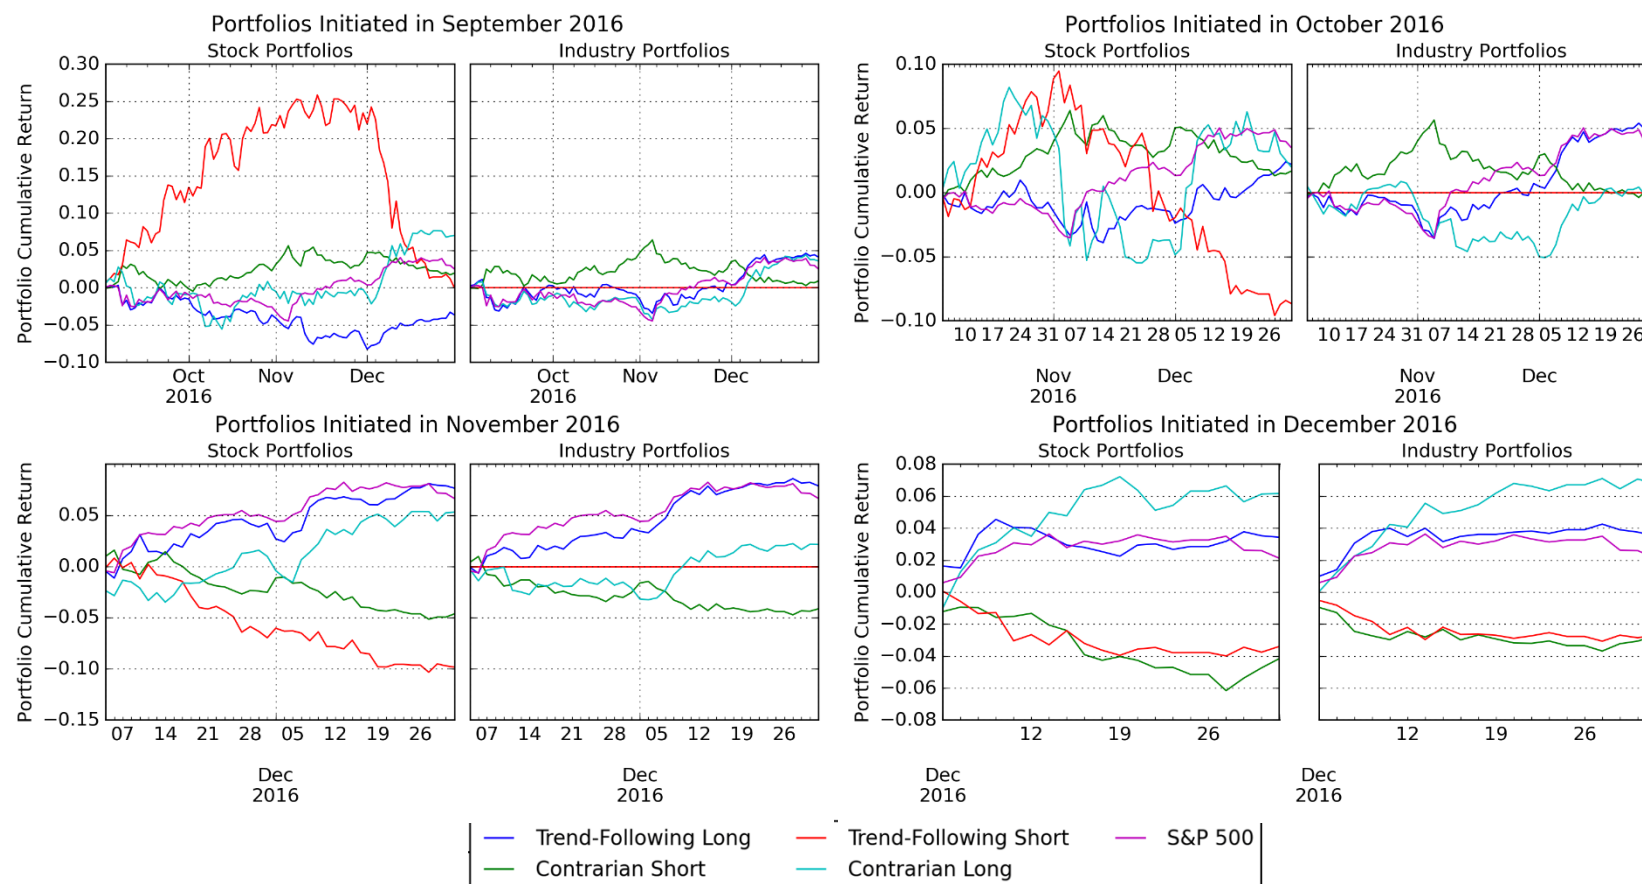 Portfolios Initiated in September 2016
Stock Portfolios
Industry Portfolios
Portfolio Cumulative Return
0.30
0.25
0.20
0.15
0.10
0.05
0.00
−0.05
−0.10
Oct
2016
Nov
Dec
Oct
2016
Nov
Dec
Portfolios Initiated in October 2016
Stock Portfolios
Industry Portfolios
Portfolio Cumulative Return
0.10
0.05
0.00
−0.05
−0.10
10 17 24 31 07 14 21 28 05 12 19 26
Nov
2016
Dec
10 17 24 31 07 14 21 28 05 12 19 26
Nov
2016
Dec
Portfolios Initiated in November 2016
Stock Portfolios
Industry Portfolios
Portfolio Cumulative Return
0.05
0.00
−0.05
−0.10
−0.15
07 14 21 28 05 12 19 26
Dec
2016
07 14 21 28 05 12 19 26
Dec
2016
Portfolios Initiated in December 2016
Stock Portfolios
Industry Portfolios
Portfolio Cumulative Return
0.08
0.06
0.04
0.02
0.00
−0.02
−0.04
−0.06
−0.08
12 19 26
Dec
2016
12 19 26
Dec
2016
Trend-Following Long
Trend-Following Short
S&P 500
Contrarian Short
Contrarian Long